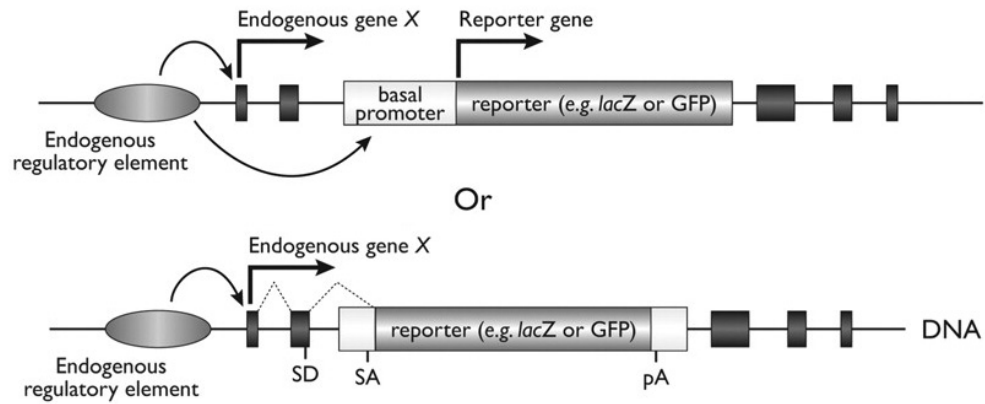 Endogenous gene X
Reporter gene
basal
promoter
reporter (e.g. lacZ or GFP)
Endogenous
regulatory element
Or
Endogenous gene X
reporter (e.g. lacZ or GFP)
DNA
SD
SA
pA
Endogenous
regulatory element